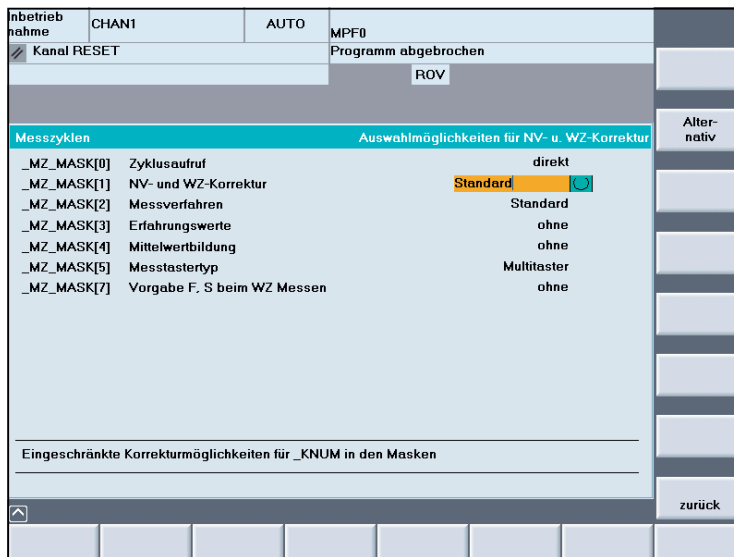 Inbetrieb
nahme
CHAN1
AUTO
MPF0
Kanal RESET
Programm abgebrochen
ROV
Alter-
nativ
Messzyklen
Auswahlmöglichkeiten für NV- u. WZ-Korrektur
_MZ_MASK[0] Zyklusaufruf direkt
_MZ_MASK[1] NV- und WZ-Korrektur Standard
_MZ_MASK[2] Messverfahren Standard
_MZ_MASK[3] Erfahrungswerte ohne
_MZ_MASK[4] Mittelwertbildung ohne
_MZ_MASK[5] Messtastertyp Multitaster
_MZ_MASK[7] Vorgabe F, S beim WZ Messen ohne
Eingeschränkte Korrekturmöglichkeiten für _KNUM in den Masken
zurück